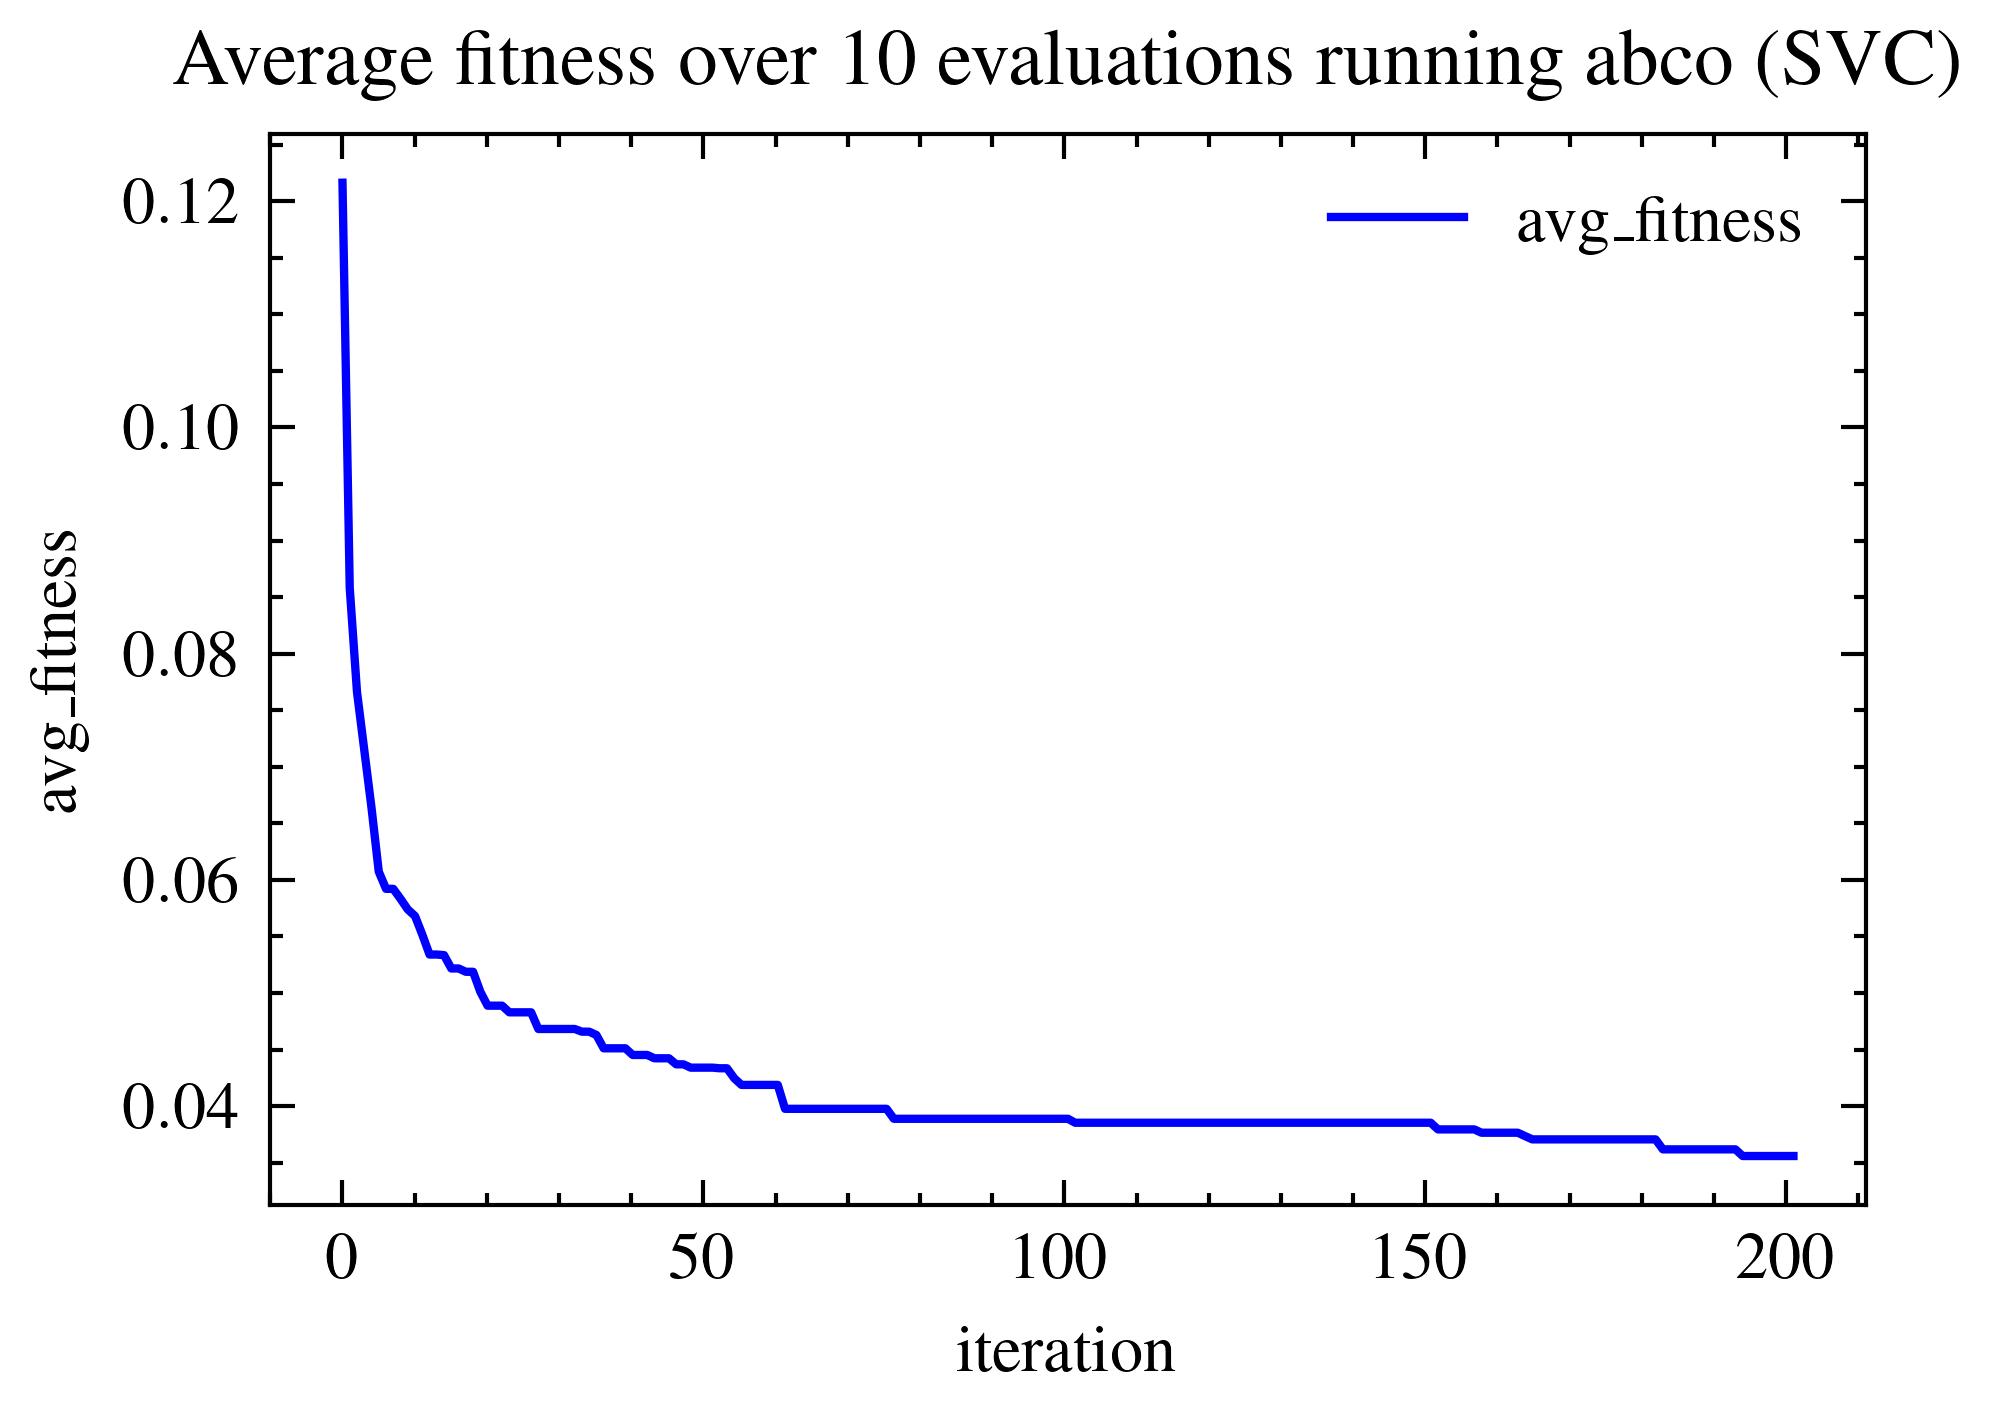 Average fitness over 10 evaluations running abco (SVC)
avg_fitness
0.12
0.10
0.08
0.06
0.04
avg_fitness
0 50 100 150 200
iteration